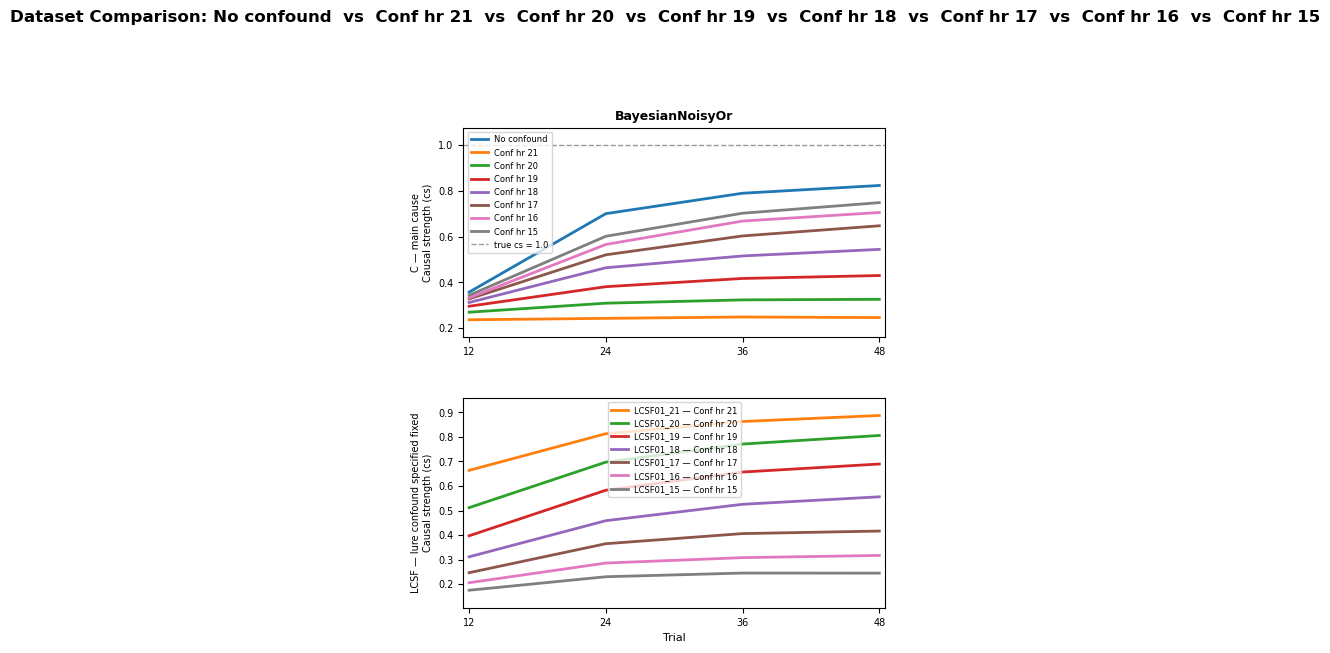 Dataset Comparison: No confound  vs  Conf hr 21  vs  Conf hr 20  vs  Conf hr 19  vs  Conf hr 18  vs  Conf hr 17  vs  Conf hr 16  vs  Conf hr 15
BayesianNoisyOr
C — main cause
Causal strength (cs)
1.0
0.8
0.6
0.4
0.2
No confound
Conf hr 21
Conf hr 20
Conf hr 19
Conf hr 18
Conf hr 17
Conf hr 16
Conf hr 15
true cs = 1.0
12
24
36
48
LCSF — lure confound specified fixed
Causal strength (cs)
0.9
0.8
0.7
0.6
0.5
0.4
0.3
0.2
LCSF01_21 — Conf hr 21
LCSF01_20 — Conf hr 20
LCSF01_19 — Conf hr 19
LCSF01_18 — Conf hr 18
LCSF01_17 — Conf hr 17
LCSF01_16 — Conf hr 16
LCSF01_15 — Conf hr 15
12
24
36
48
Trial